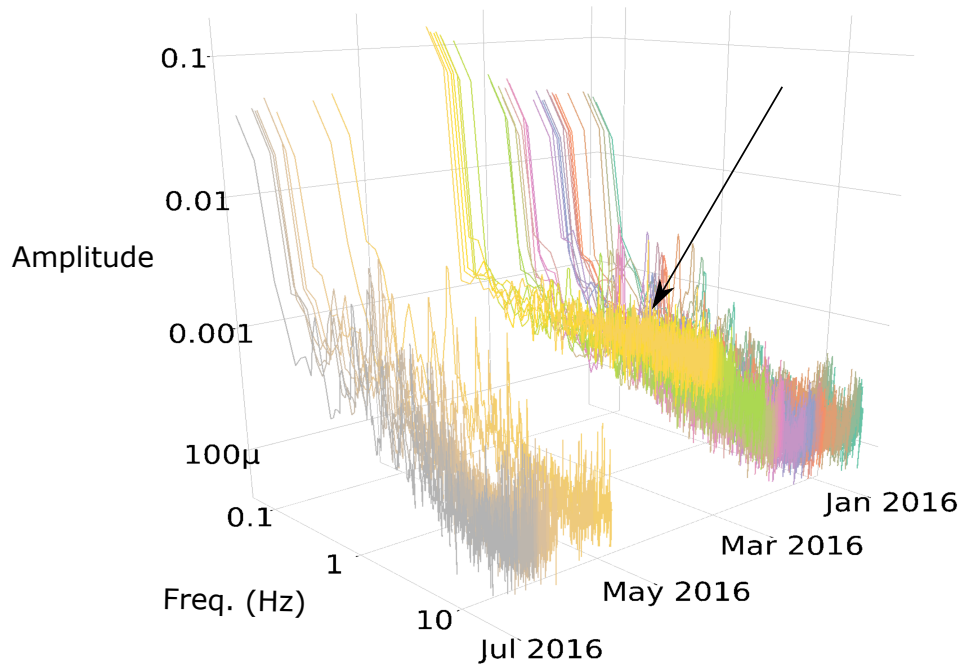 0.1
0.01
Amplitude
0.001
100μ
0.1
Jan 2016
Mar 2016
1
May 2016
Freq. (Hz)
10
Jul 2016